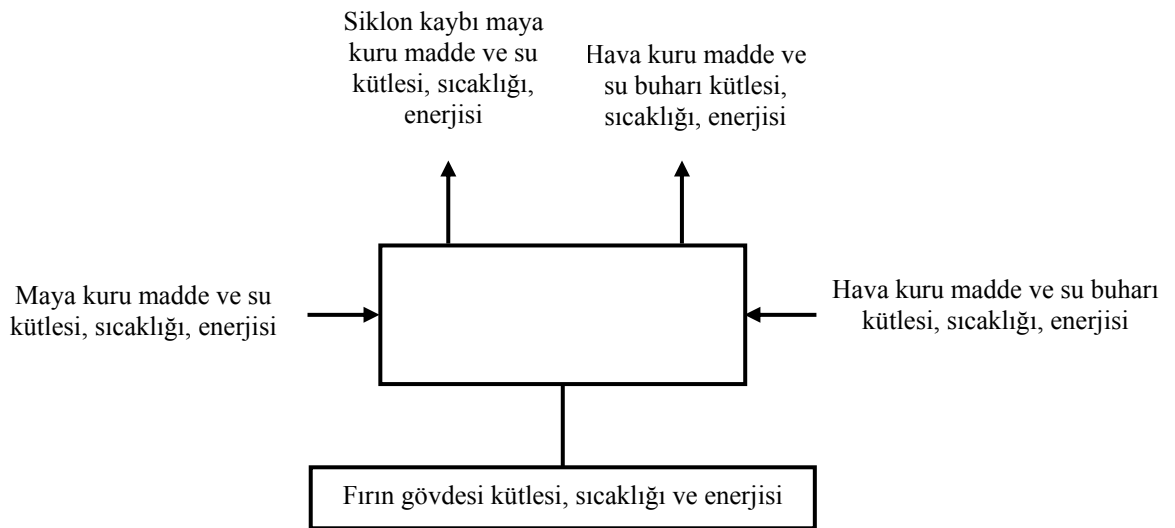 Siklon kaybı maya
kuru madde ve su
kütlesi, sıcaklığı,
enerjisi
Hava kuru madde ve
su buharı kütlesi,
sıcaklığı, enerjisi
Maya kuru madde ve su
kütlesi, sıcaklığı, enerjisi
Hava kuru madde ve su buharı
kütlesi, sıcaklığı, enerjisi
Fırın gövdesi kütlesi, sıcaklığı ve enerjisi